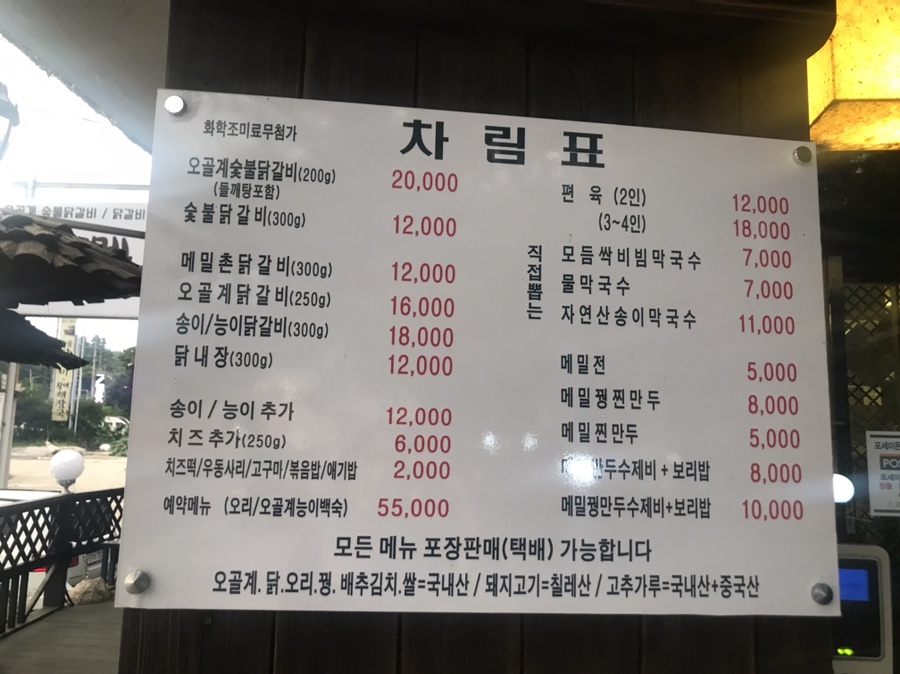 화학조미료무첨가
차림표
오골계숯불닭갈비(200g) 20,000
(들깨탕포함)
숯불닭갈비(300g) 12,000
메밀촌닭갈비(300g) 12,000
오골계닭갈비(250g) 16,000
송이/능이닭갈비(300g) 18,000
닭내장(300g) 12,000
송이 / 능이 추가 12,000
치즈추가(250g) 6,000
치즈떡/우동사리/고구마/볶음밥/애기밥 2,000
예약메뉴 (오리/오골계능이백숙) 55,000
편 육 (2인) 12,000
(3~4인) 18,000
직접뽑는
모듬싹비빔막국수 7,000
물막국수 7,000
자연산송이막국수 11,000
메밀전 5,000
메밀꿩찐만두 8,000
메밀찐만두 5,000
만두수제비 + 보리밥 8,000
메밀꿩만두수제비+보리밥 10,000
모든 메뉴 포장판매(택배) 가능합니다
오골계. 닭.오리.꿩. 배추김치.쌀=국내산 / 돼지고기=칠레산 / 고추가루=국내산+중국산